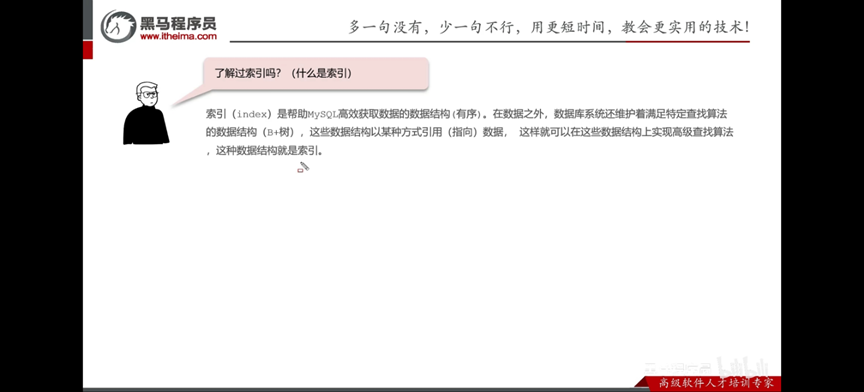 黑马程序员
www.itheima.com
多一句没有，少一句不行，用更短时间，教会更实用的技术！
了解过索引吗？（什么是索引）
索引（index）是帮助MySQL高效获取数据的数据结构(有序)。在数据之外，数据库系统还维护着满足特定查找算法
的数据结构（B+树），这些数据结构以某种方式引用（指向）数据， 这样就可以在这些数据结构上实现高级查找算法
，这种数据结构就是索引。
bilibili
高级软件人才培训专家